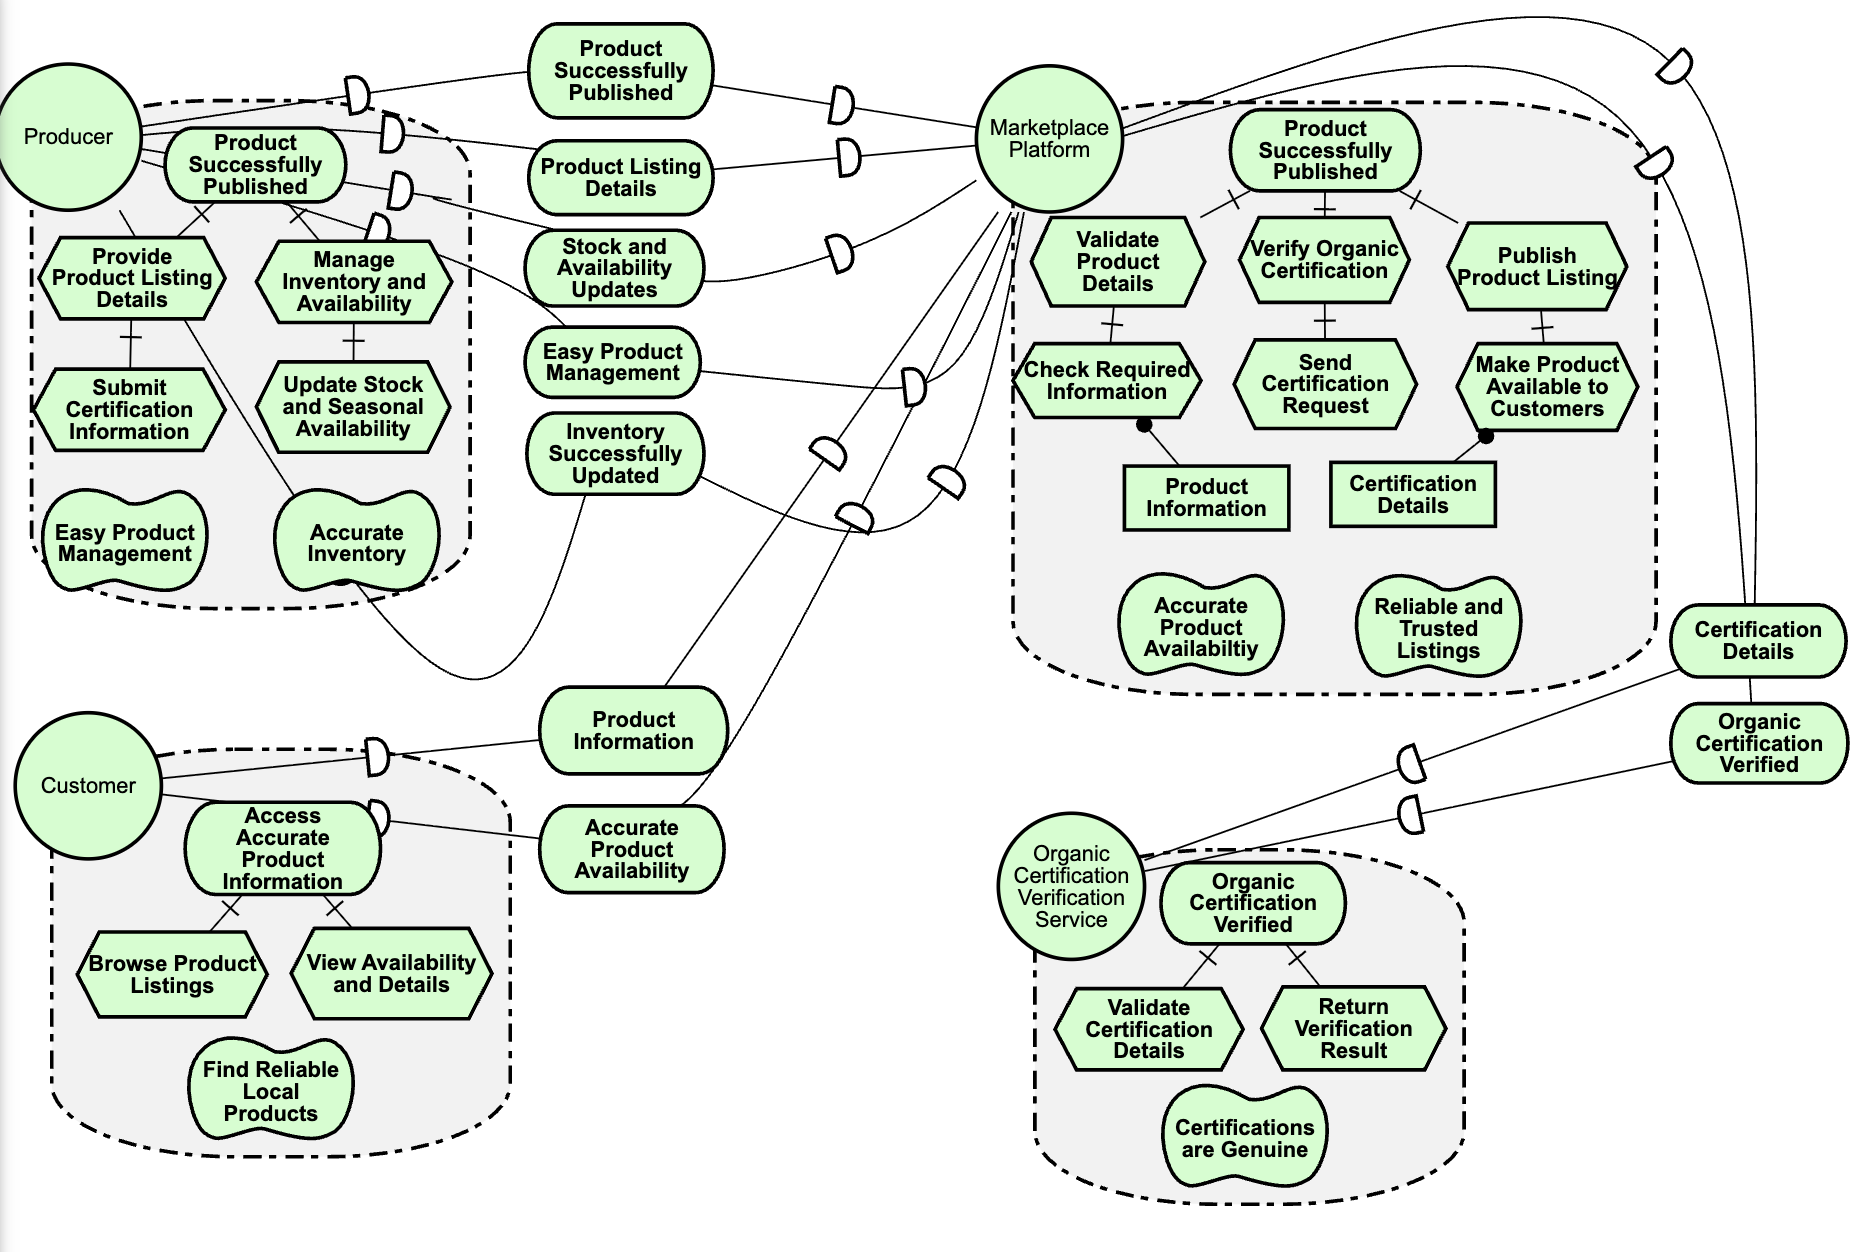 Producer
Product
Successfully
Published
Provide
Product Listing
Details
Manage
Inventory and
Availability
Submit
Certification
Information
Update Stock
and Seasonal
Availability
Easy Product
Management
Accurate
Inventory
Product
Successfully
Published
Product Listing
Details
Stock and
Availability
Updates
Easy Product
Management
Inventory
Successfully
Updated
Marketplace
Platform
Product
Successfully
Published
Validate
Product
Details
Verify Organic
Certification
Publish
Product Listing
Check Required
Information
Send
Certification
Request
Make Product
Available to
Customers
Product
Information
Certification
Details
Accurate
Product
Availabiltiy
Reliable and
Trusted
Listings
Certification
Details
Organic
Certification
Verified
Customer
Access
Accurate
Product
Information
Browse Product
Listings
View Availability
and Details
Find Reliable
Local
Products
Product
Information
Accurate
Product
Availability
Organic
Certification
Verification
Service
Organic
Certification
Verified
Validate
Certification
Details
Return
Verification
Result
Certifications
are Genuine